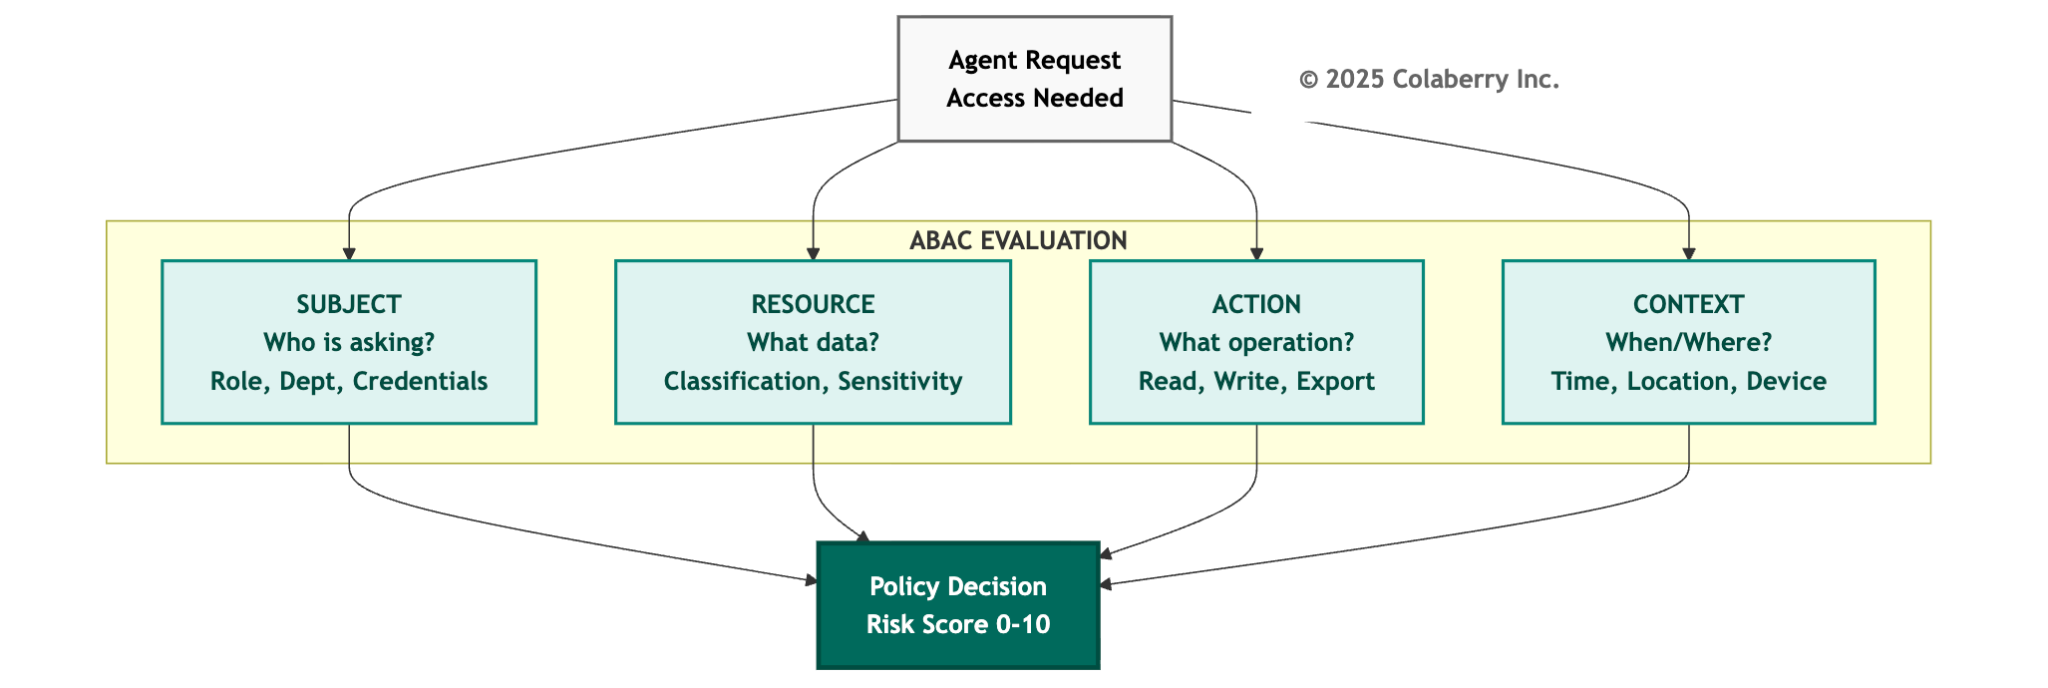 Agent Request
Access Needed
© 2025 Colaberry Inc.
ABAC EVALUATION
SUBJECT
Who is asking?
Role, Dept, Credentials
RESOURCE
What data?
Classification, Sensitivity
ACTION
What operation?
Read, Write, Export
CONTEXT
When/Where?
Time, Location, Device
Policy Decision
Risk Score 0-10